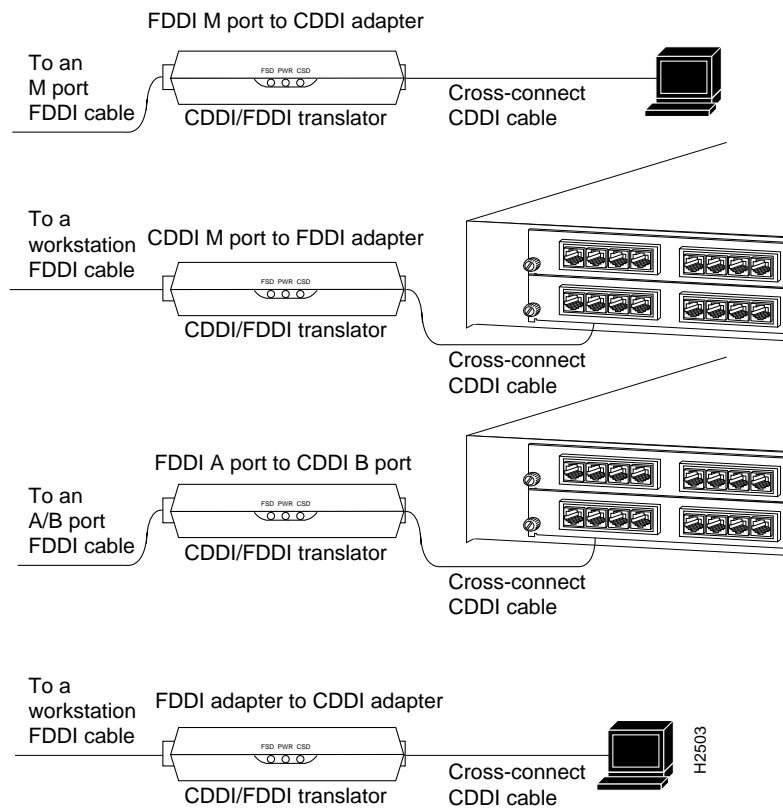 FDDI M port to CDDI adapter
To an
M port
FDDI cable
FSD PWR CSD
CDDI/FDDI translator
Cross-connect
CDDI cable
To a
workstation
FDDI cable
CDDI M port to FDDI adapter
FSD PWR CSD
CDDI/FDDI translator
Cross-connect
CDDI cable
FDDI A port to CDDI B port
To an
A/B port
FDDI cable
FSD PWR CSD
CDDI/FDDI translator
Cross-connect
CDDI cable
To a
workstation
FDDI cable
FDDI adapter to CDDI adapter
FSD PWR CSD
CDDI/FDDI translator
Cross-connect
CDDI cable
H2503